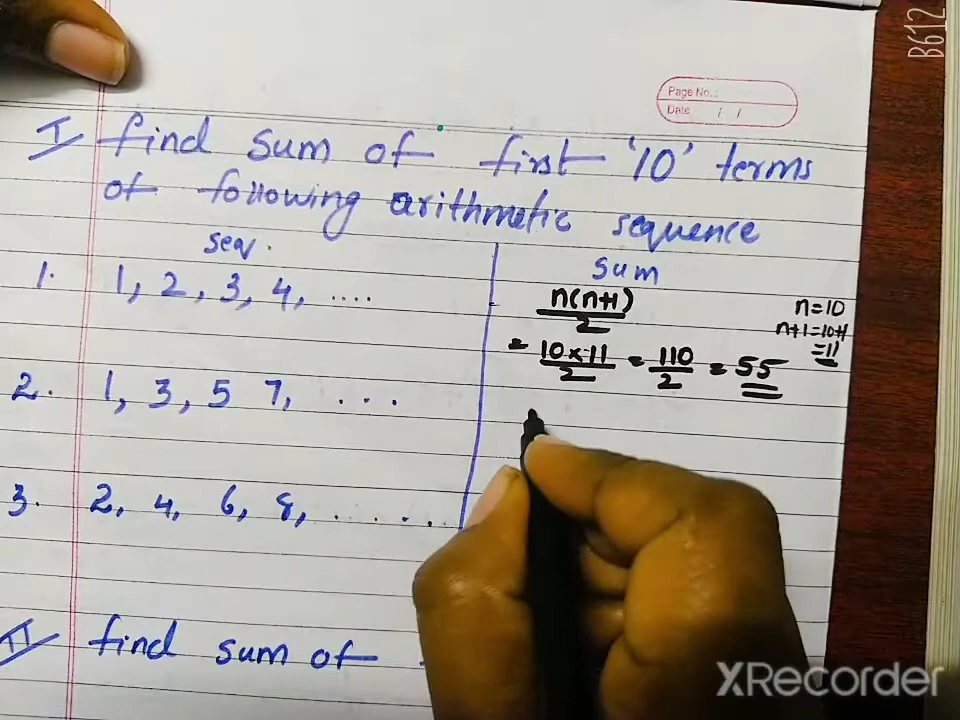 B612
Page No.:
Date / /
I find sum of first '10' terms
of following arithmetic sequence
seq.
sum
1. 1, 2, 3, 4, ....
n(n+1)
2
n=10
n+1=10+1
=11
= 10×11 = 110 = 55
2 2
2. 1, 3, 5 7, ...
3. 2, 4, 6, 8, ......
II find sum of
XRecorder